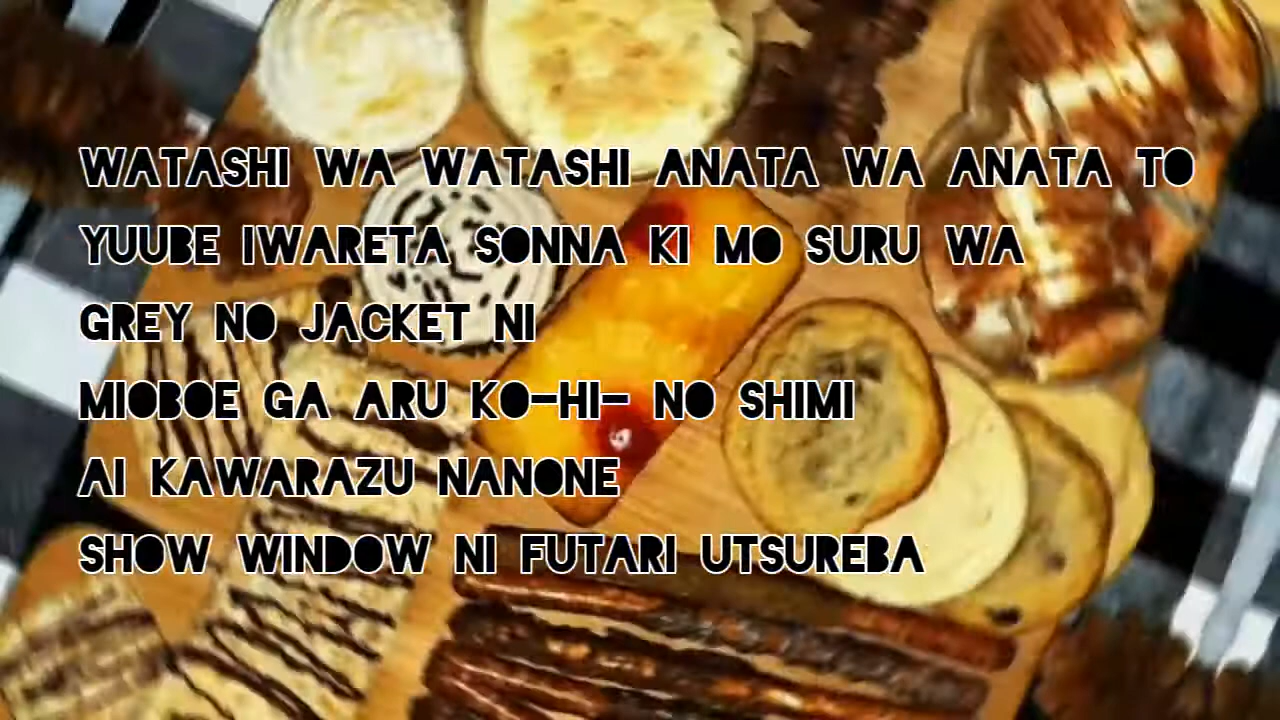 WATASHI WA WATASHI ANATA WA ANATA TO
YUUBE IWARETA SONNA KI MO SURU WA
GREY NO JACKET NI
MIOBOE GA ARU KO-HI- NO SHIMI
AI KAWARAZU NANONE
SHOW WINDOW NI FUTARI UTSUREBA